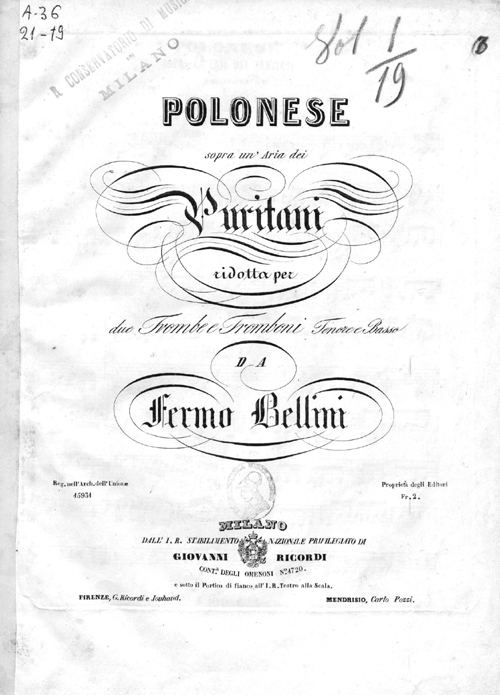 A-36
21-19
R. CONSERVATORIO DI MUSICA
MILANO
Vol 1/19
POLONESE
sopra un' Aria dei
Puritani
ridotta per
due Trombe e Tromboni Tenore e Basso
DA
Fermo Bellini
Reg. nell'Arch. dell'Unione
45931
Proprietà degli Editori
Fr. 2.
MILANO
DALL' I. R. STABILIMENTO NAZIONALE PRIVILEGIATO DI
GIOVANNI RICORDI
CONT.ª DEGLI OMENONI N.º 1720.
e sotto il Portico di fianco all' I. R. Teatro alla Scala.
FIRENZE, G. Ricordi e Jouhaud.
MENDRISIO, Carlo Pozzi.